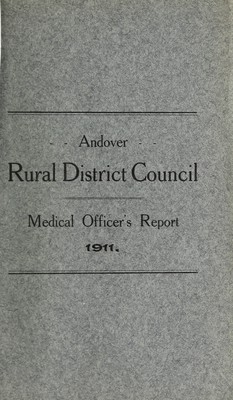 - - Andover - -
Rural District Council
Medical Officer's Report
1911.